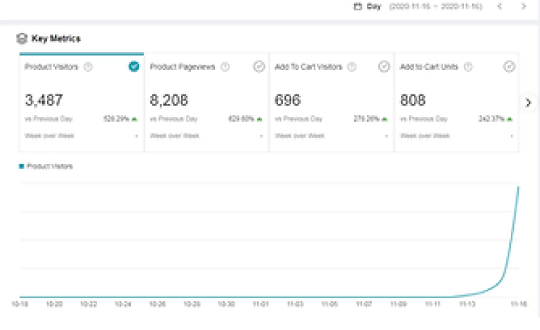 Day (2020-11-16 ~ 2020-11-16)
Key Metrics
Product Visitors Product Pageviews Add To Cart Visitors Add to Cart Units
3,487 8,208 696 808
vs Previous Day 528.29% vs Previous Day 629.60% vs Previous Day 278.26% vs Previous Day 242.37%
Week over Week - Week over Week - Week over Week - Week over Week -
Product Visitors
10-18 10-20 10-22 10-24 10-26 10-28 10-30 11-01 11-03 11-05 11-07 11-09 11-11 11-13 11-16